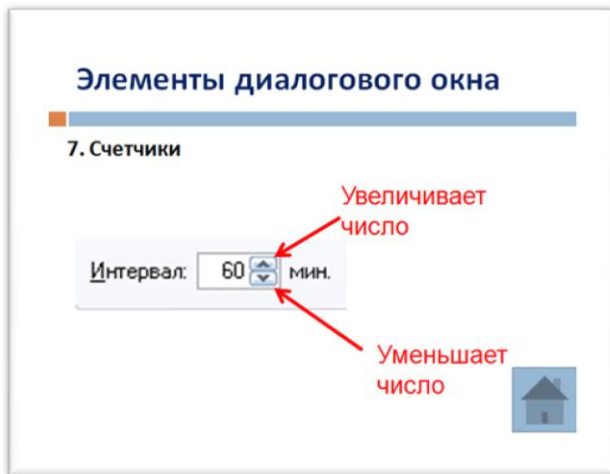 Элементы диалогового окна
7. Счетчики
Увеличивает
число
Интервал: 60 мин.
Уменьшает
число